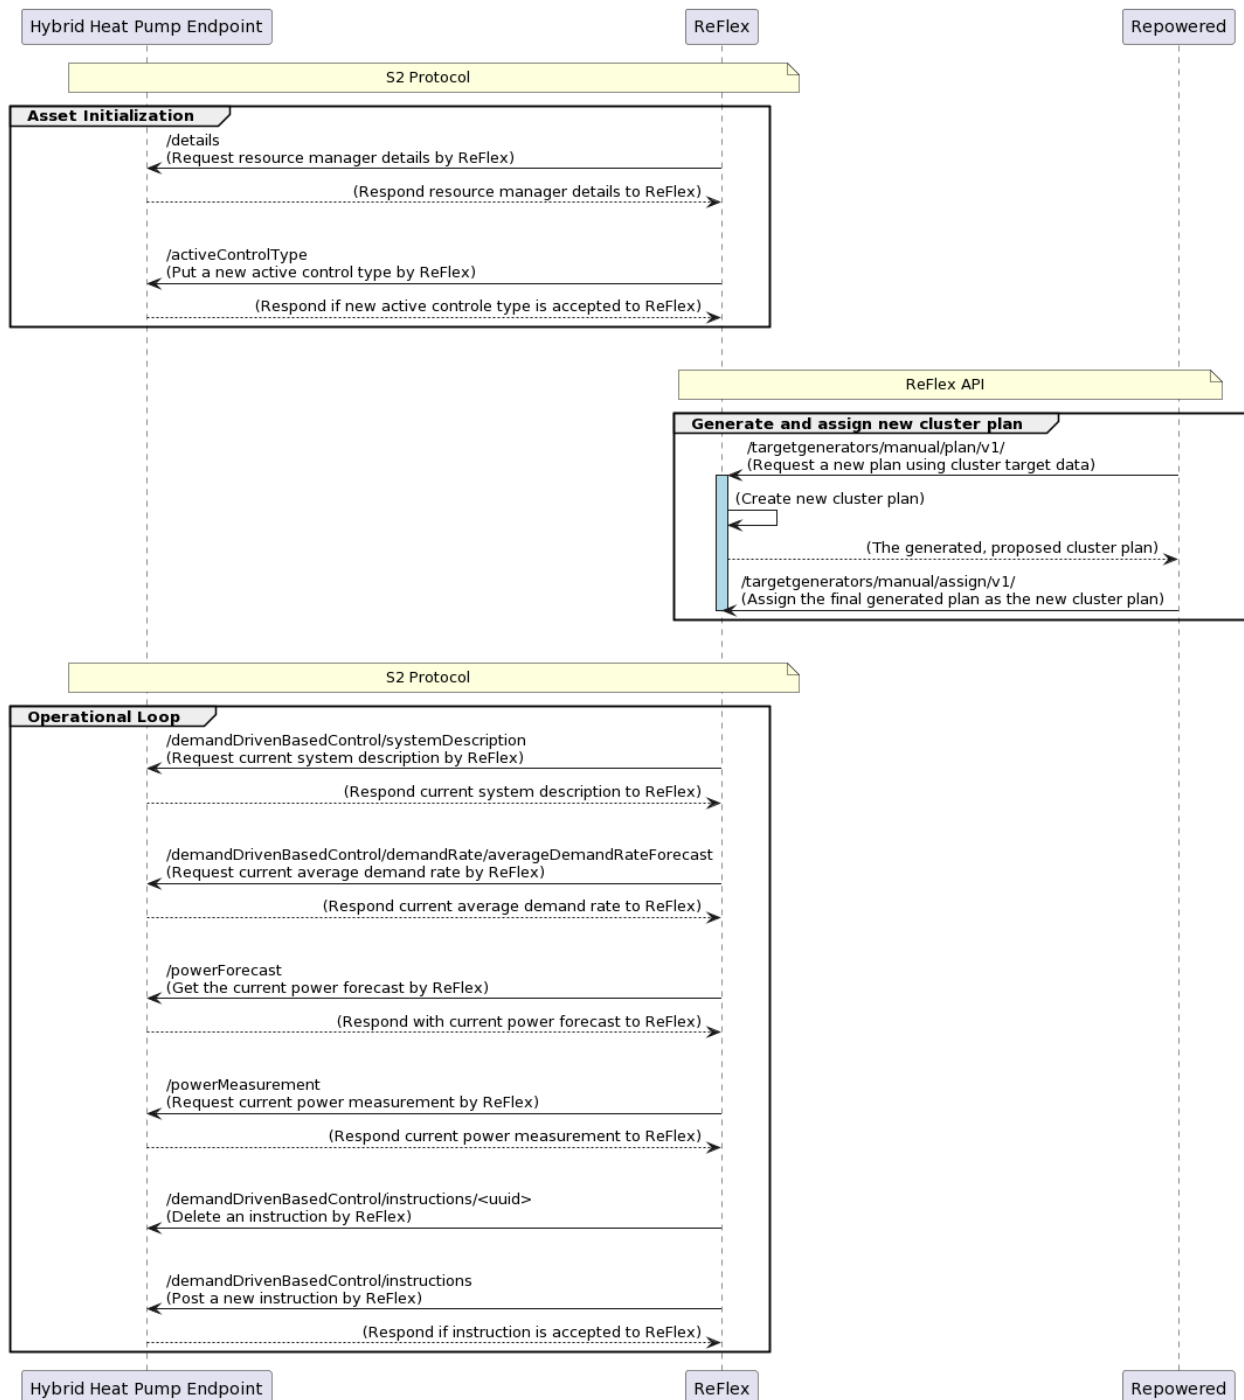 Hybrid Heat Pump Endpoint
ReFlex
Repowered
S2 Protocol
Asset Initialization
/details
(Request resource manager details by ReFlex)
(Respond resource manager details to ReFlex)
/activeControlType
(Put a new active control type by ReFlex)
(Respond if new active controle type is accepted to ReFlex)
ReFlex API
Generate and assign new cluster plan
/targetgenerators/manual/plan/v1/
(Request a new plan using cluster target data)
(Create new cluster plan)
(The generated, proposed cluster plan)
/targetgenerators/manual/assign/v1/
(Assign the final generated plan as the new cluster plan)
S2 Protocol
Operational Loop
/demandDrivenBasedControl/systemDescription
(Request current system description by ReFlex)
(Respond current system description to ReFlex)
/demandDrivenBasedControl/demandRate/averageDemandRateForecast
(Request current average demand rate by ReFlex)
(Respond current average demand rate to ReFlex)
/powerForecast
(Get the current power forecast by ReFlex)
(Respond with current power forecast to ReFlex)
/powerMeasurement
(Request current power measurement by ReFlex)
(Respond current power measurement to ReFlex)
/demandDrivenBasedControl/instructions/<uuid>
(Delete an instruction by ReFlex)
/demandDrivenBasedControl/instructions
(Post a new instruction by ReFlex)
(Respond if instruction is accepted to ReFlex)
Hybrid Heat Pump Endpoint
ReFlex
Repowered